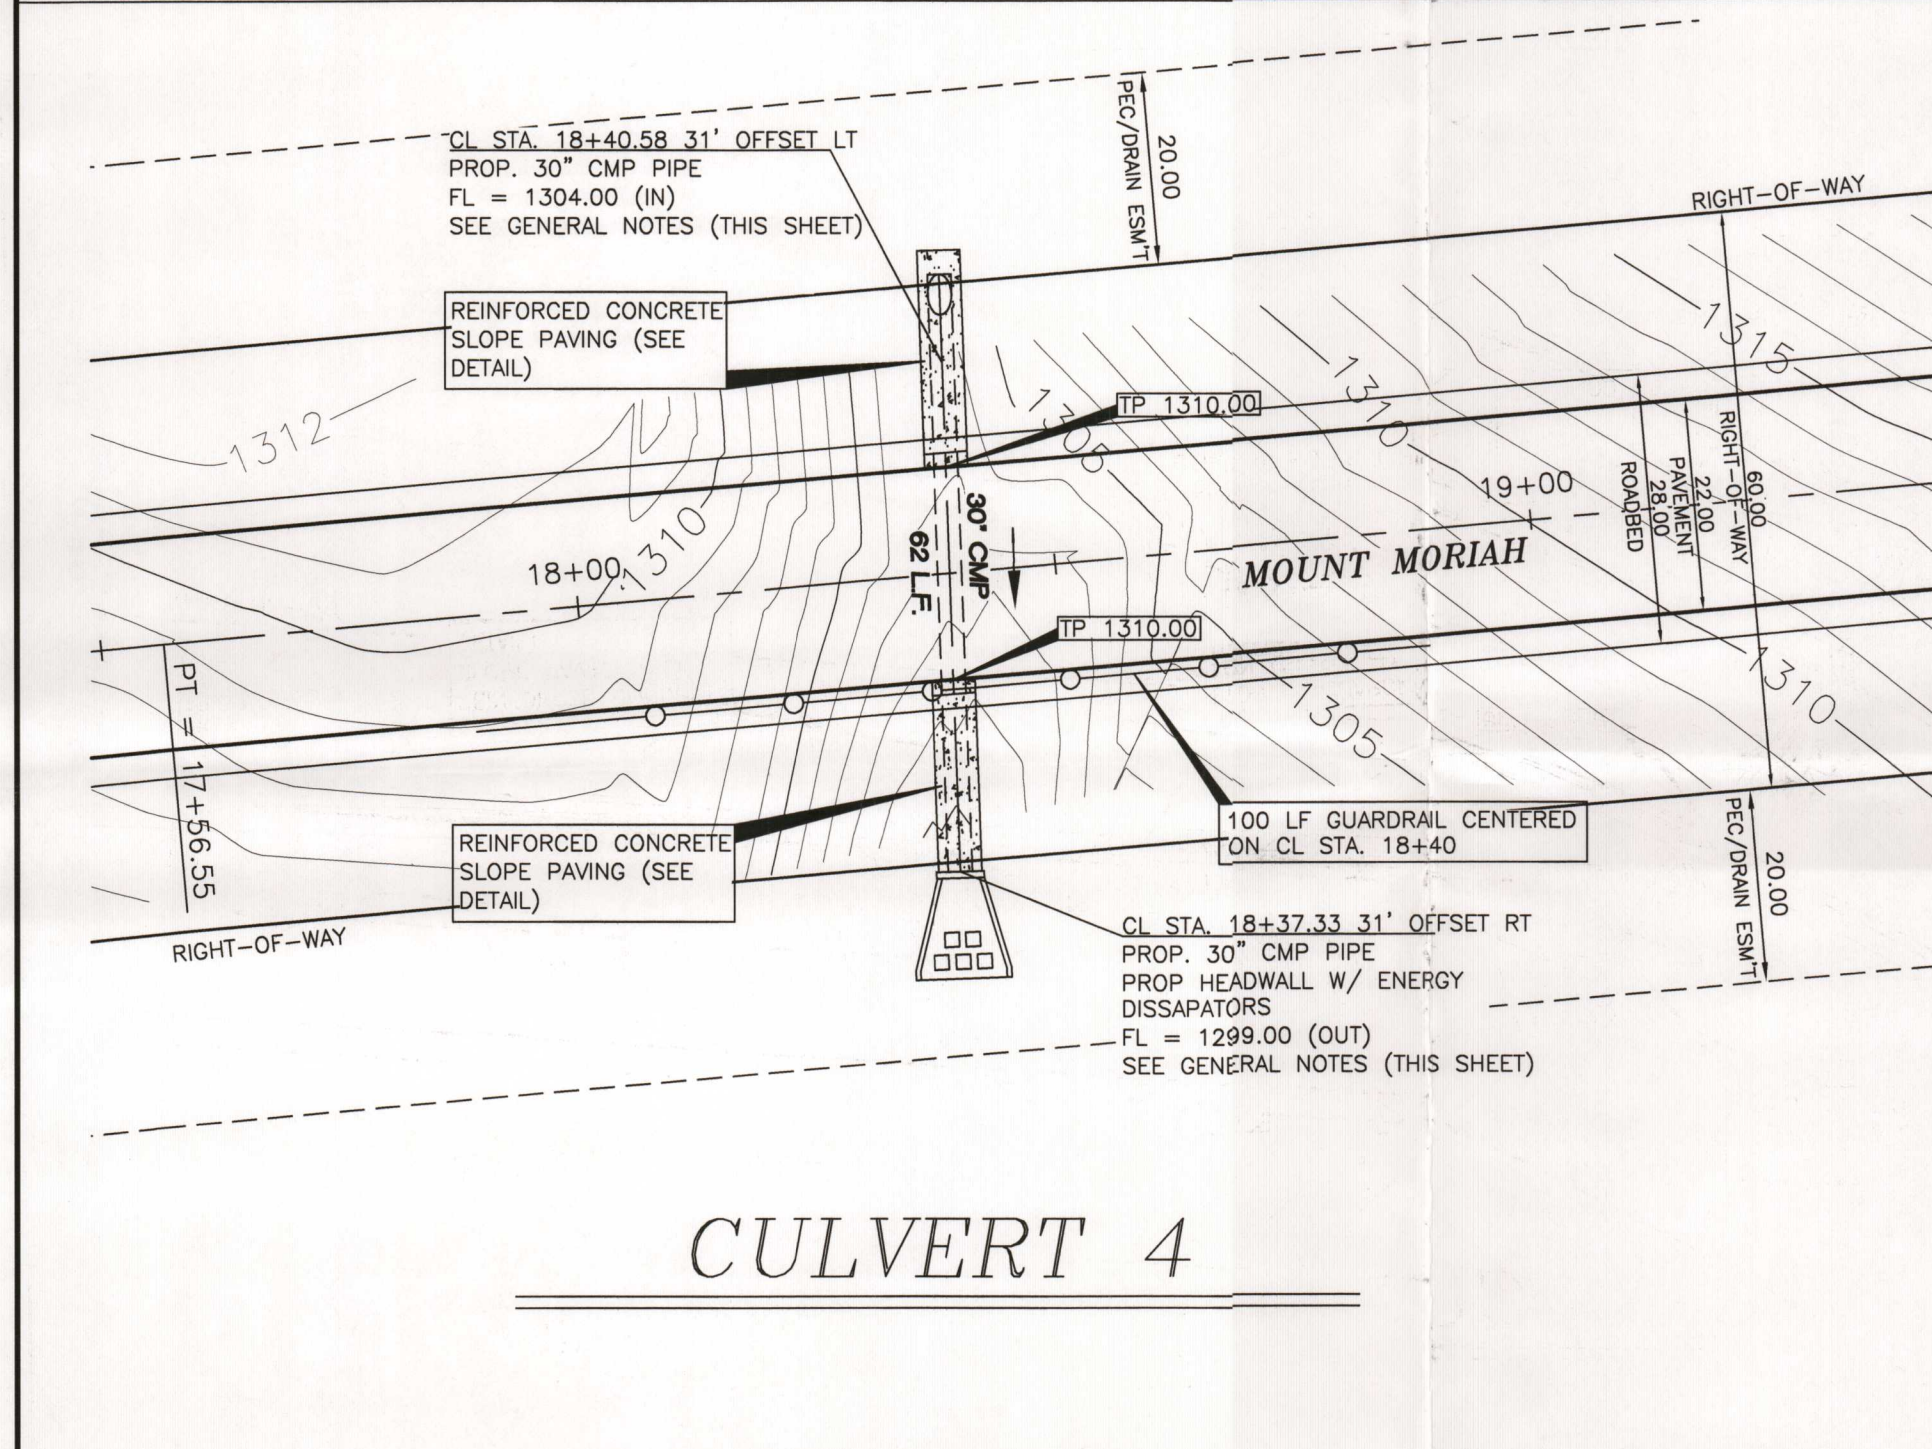 CL STA. 18+40.58 31' OFFSET LT
PROP. 30" CMP PIPE
FL = 1304.00 (IN)
SEE GENERAL NOTES (THIS SHEET)
PEC/DRAIN ESM'T
20.00
RIGHT-OF-WAY
REINFORCED CONCRETE
SLOPE PAVING (SEE
DETAIL)
1315
1312
TP 1310.00
1305
1310
60.00
RIGHT-OF-WAY
22.00
PAVEMENT
28.00
ROADBED
19+00
30" CMP
62 L.F.
1310
18+00
MOUNT MORIAH
TP 1310.00
PT = 17+56.55
1310
1305
REINFORCED CONCRETE
SLOPE PAVING (SEE
DETAIL)
100 LF GUARDRAIL CENTERED
ON CL STA. 18+40
PEC/DRAIN ESM'T
20.00
RIGHT-OF-WAY
CL STA. 18+37.33 31' OFFSET RT
PROP. 30" CMP PIPE
PROP HEADWALL W/ ENERGY
DISSAPATORS
FL = 1299.00 (OUT)
SEE GENERAL NOTES (THIS SHEET)
CULVERT 4